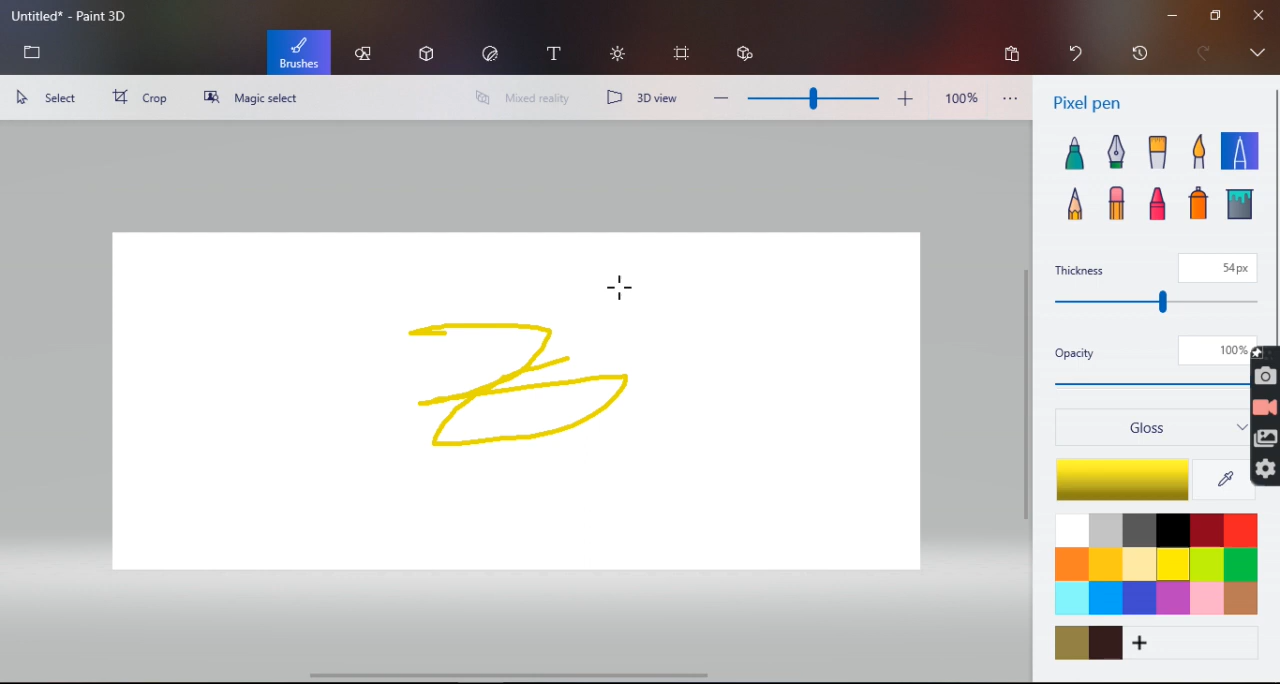 Untitled* - Paint 3D
Brushes
Select Crop Magic select Mixed reality 3D view 100%
Pixel pen
Thickness 54px
Opacity 100%
Gloss